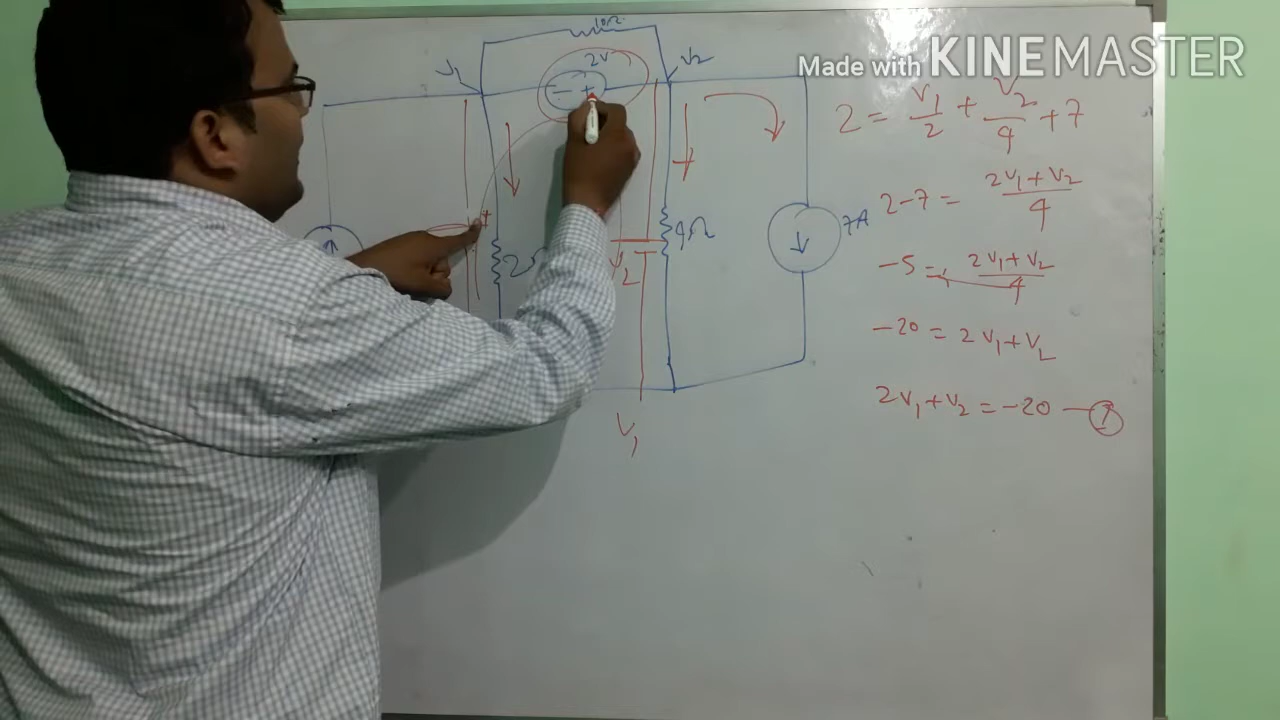 10Ω
2V
V1
V2
Made with KINEMASTER
2 = V1/2 + V2/4 + 7
2-7 = 2V1+V2/4
-5 = 2V1+V2/4
-20 = 2V1+V2
2V1+V2 = -20 — 1
- +
+
2
4Ω
7A
V2
V1